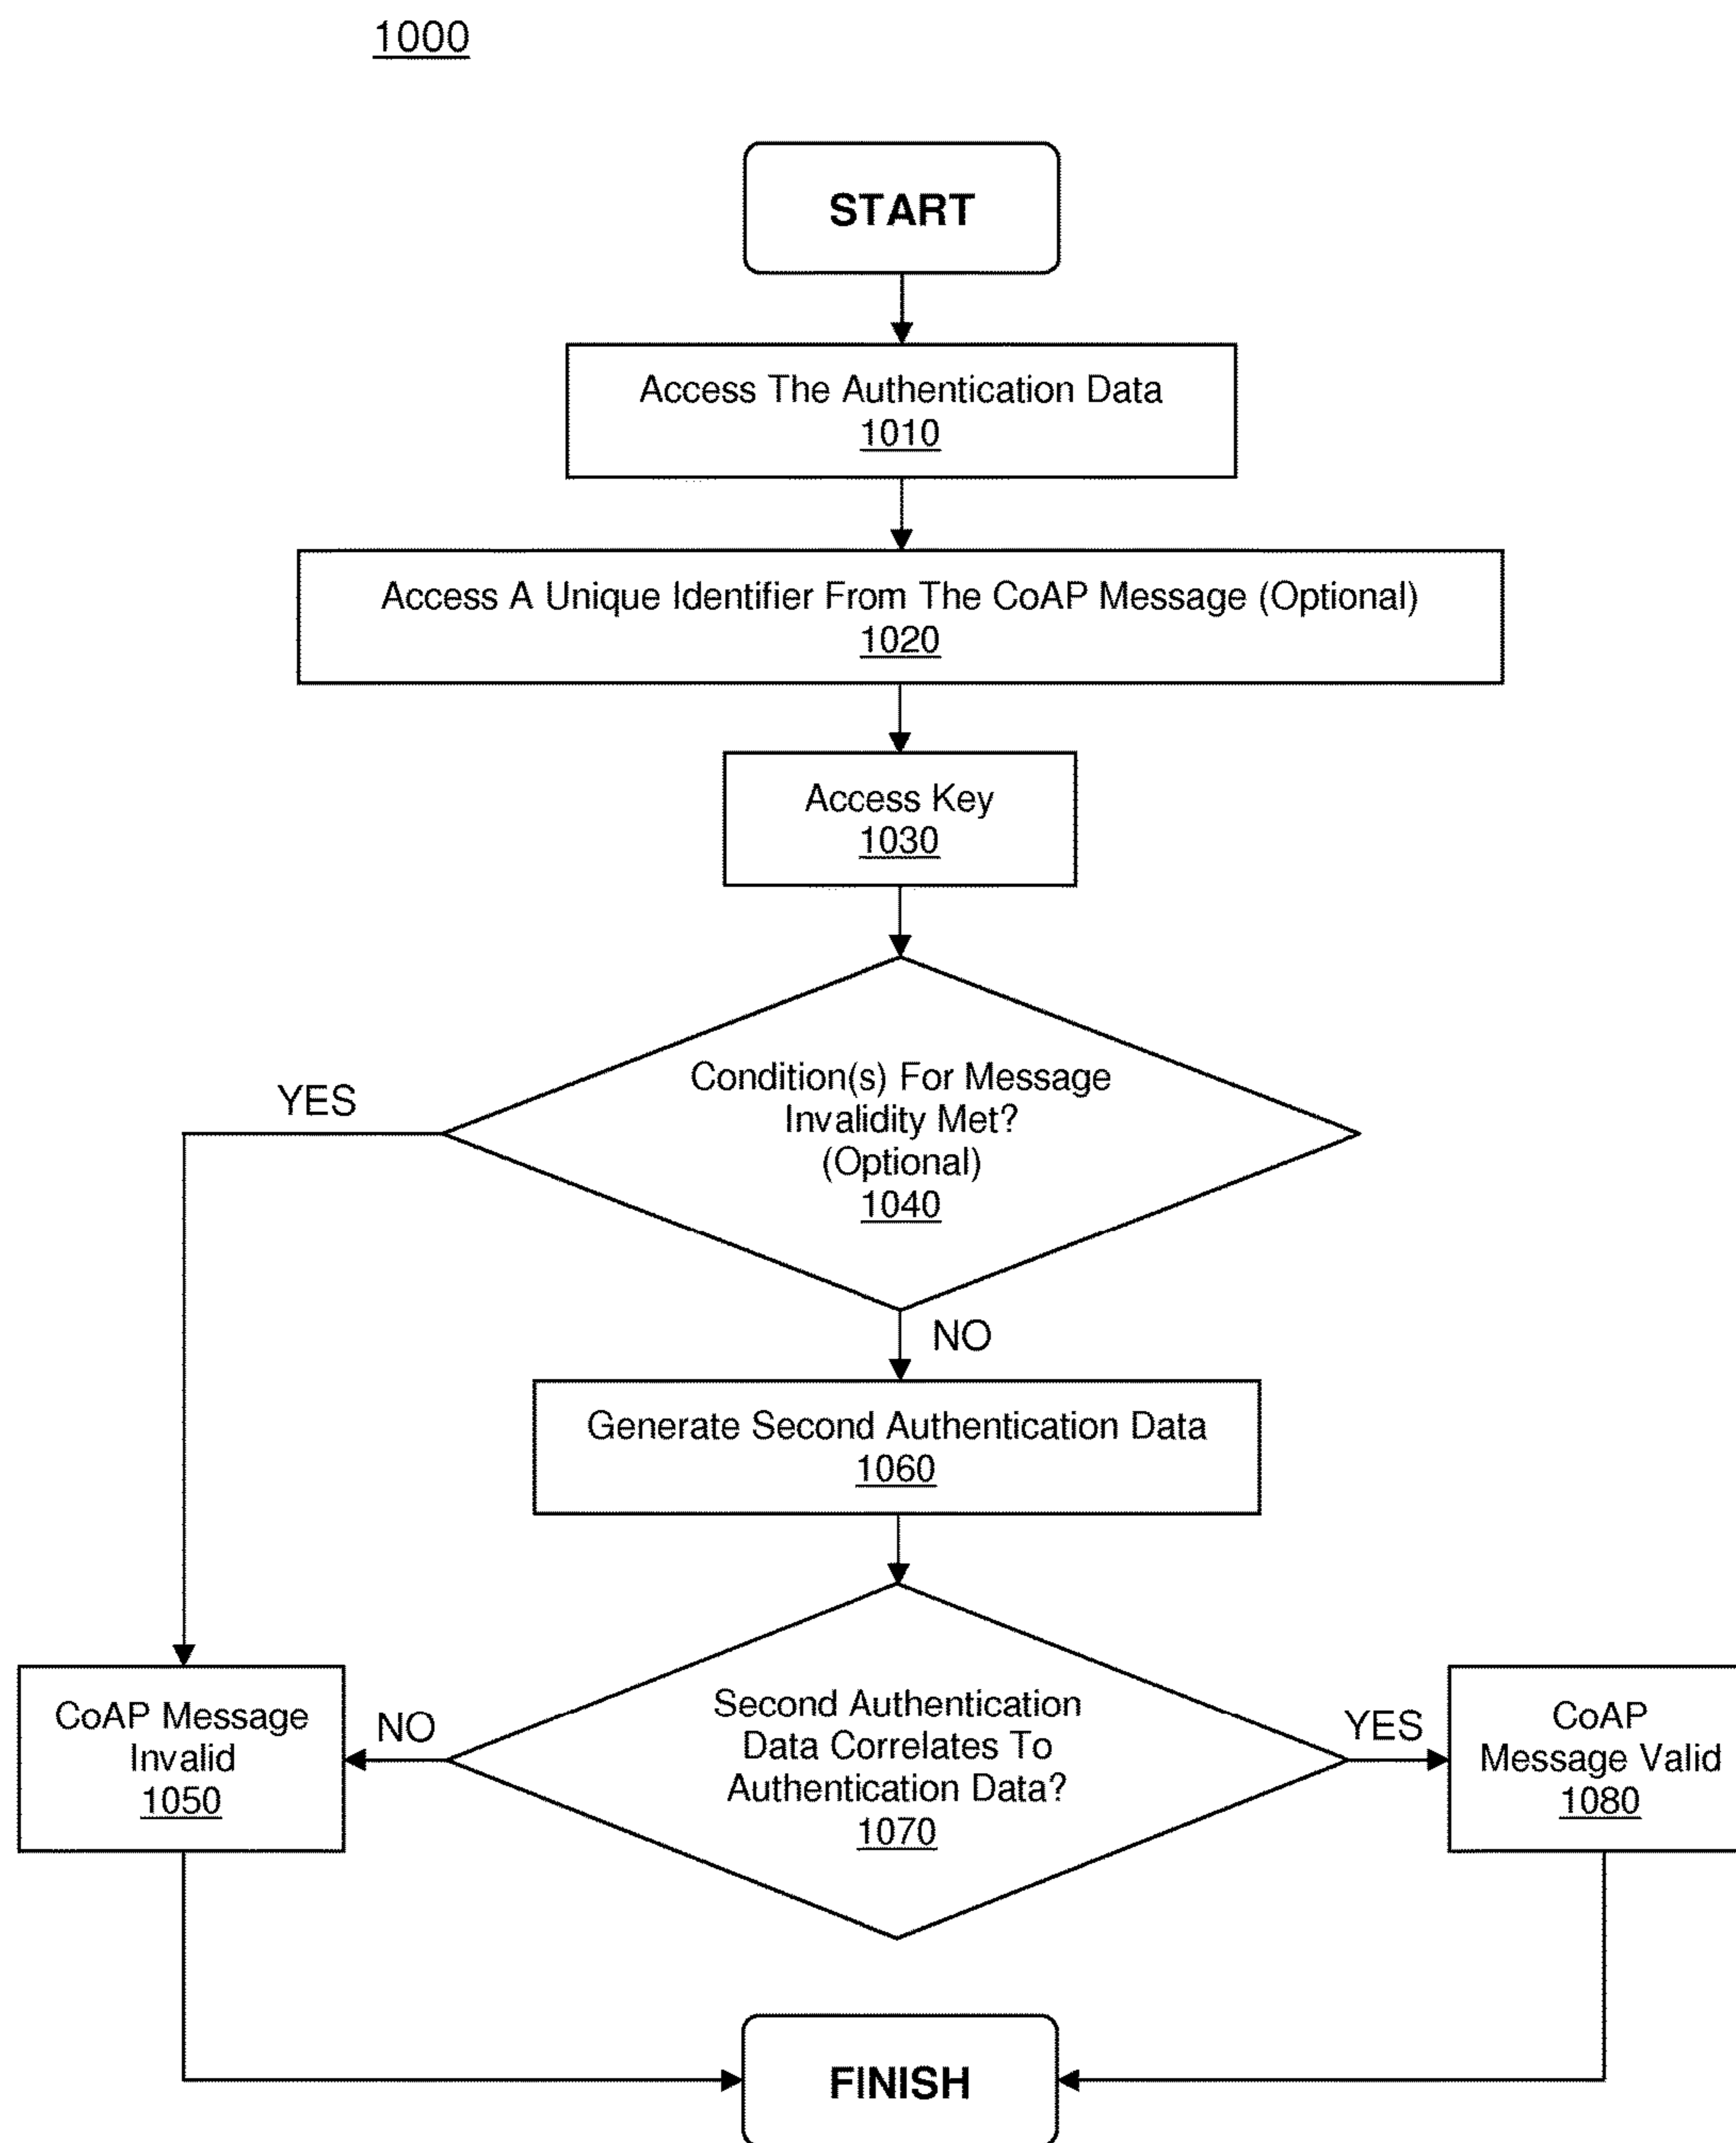 1000
START
Access The Authentication Data
1010
Access A Unique Identifier From The CoAP Message (Optional)
1020
Access Key
1030
Condition(s) For Message
Invalidity Met?
(Optional)
1040
YES
NO
Generate Second Authentication Data
1060
CoAP Message
Invalid
1050
NO
Second Authentication
Data Correlates To
Authentication Data?
1070
YES
CoAP
Message Valid
1080
FINISH